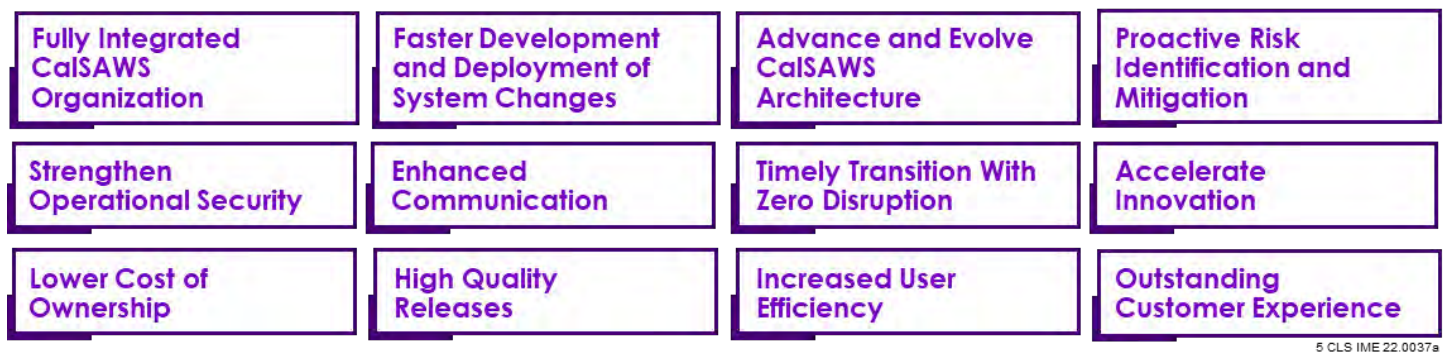 Fully Integrated
CalSAWS
Organization
Faster Development
and Deployment of
System Changes
Advance and Evolve
CalSAWS
Architecture
Proactive Risk
Identification and
Mitigation
Strengthen
Operational Security
Enhanced
Communication
Timely Transition With
Zero Disruption
Accelerate
Innovation
Lower Cost of
Ownership
High Quality
Releases
Increased User
Efficiency
Outstanding
Customer Experience
5 CLS IME 22.0037a